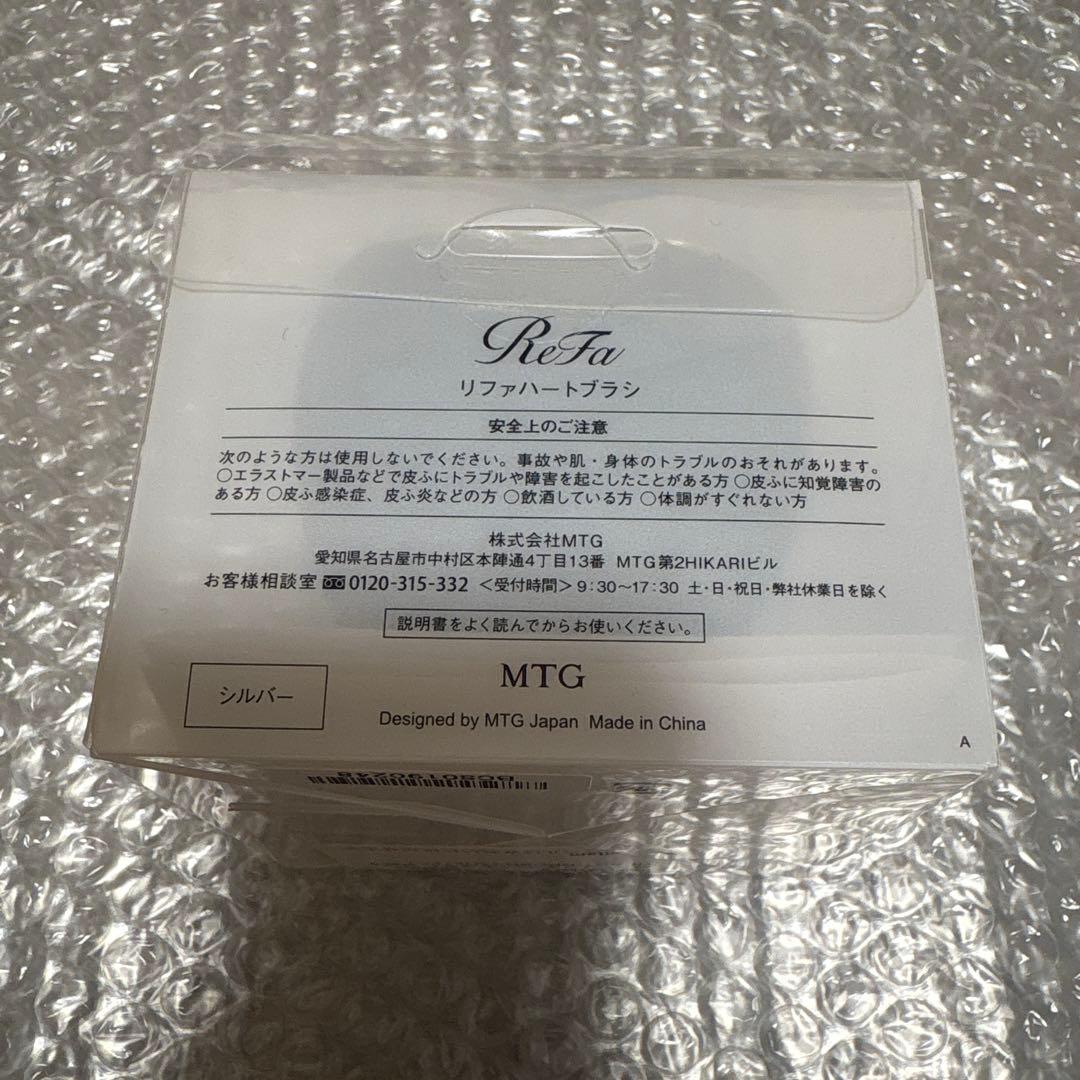 ReFa
リファハートブラシ
安全上のご注意
次のような方は使用しないでください。事故や肌・身体のトラブルのおそれがあります。
○エラストマー製品などで皮ふにトラブルや障害を起こしたことがある方 ○皮ふに知覚障害の
ある方 ○皮ふ感染症、皮ふ炎などの方 ○飲酒している方 ○体調がすぐれない方
株式会社MTG
愛知県名古屋市中村区本陣通4丁目13番 MTG第2HIKARIビル
お客様相談室 0120-315-332 <受付時間> 9:30〜17:30 土・日・祝日・弊社休業日を除く
説明書をよく読んでからお使いください。
MTG
シルバー
Designed by MTG Japan Made in China
A